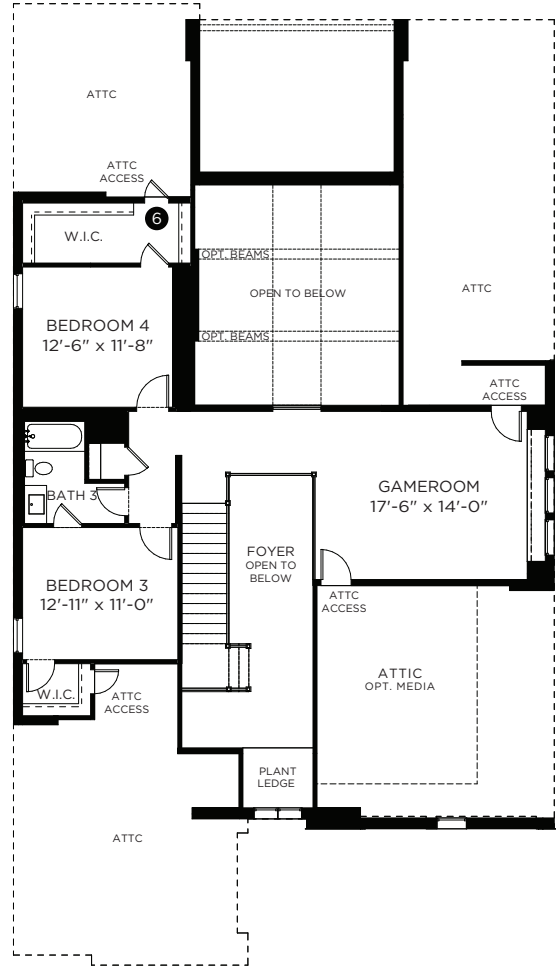 ATTC
ATTC
ACCESS
6
W.I.C.
OPT. BEAMS
OPEN TO BELOW
ATTC
BEDROOM 4
12'-6" x 11'-8"
OPT. BEAMS
ATTC
ACCESS
GAMEROOM
17'-6" x 14'-0"
BATH 3
FOYER
OPEN TO
BELOW
BEDROOM 3
12'-11" x 11'-0"
ATTC
ACCESS
ATTIC
OPT. MEDIA
W.I.C.
ATTC
ACCESS
PLANT
LEDGE
ATTC